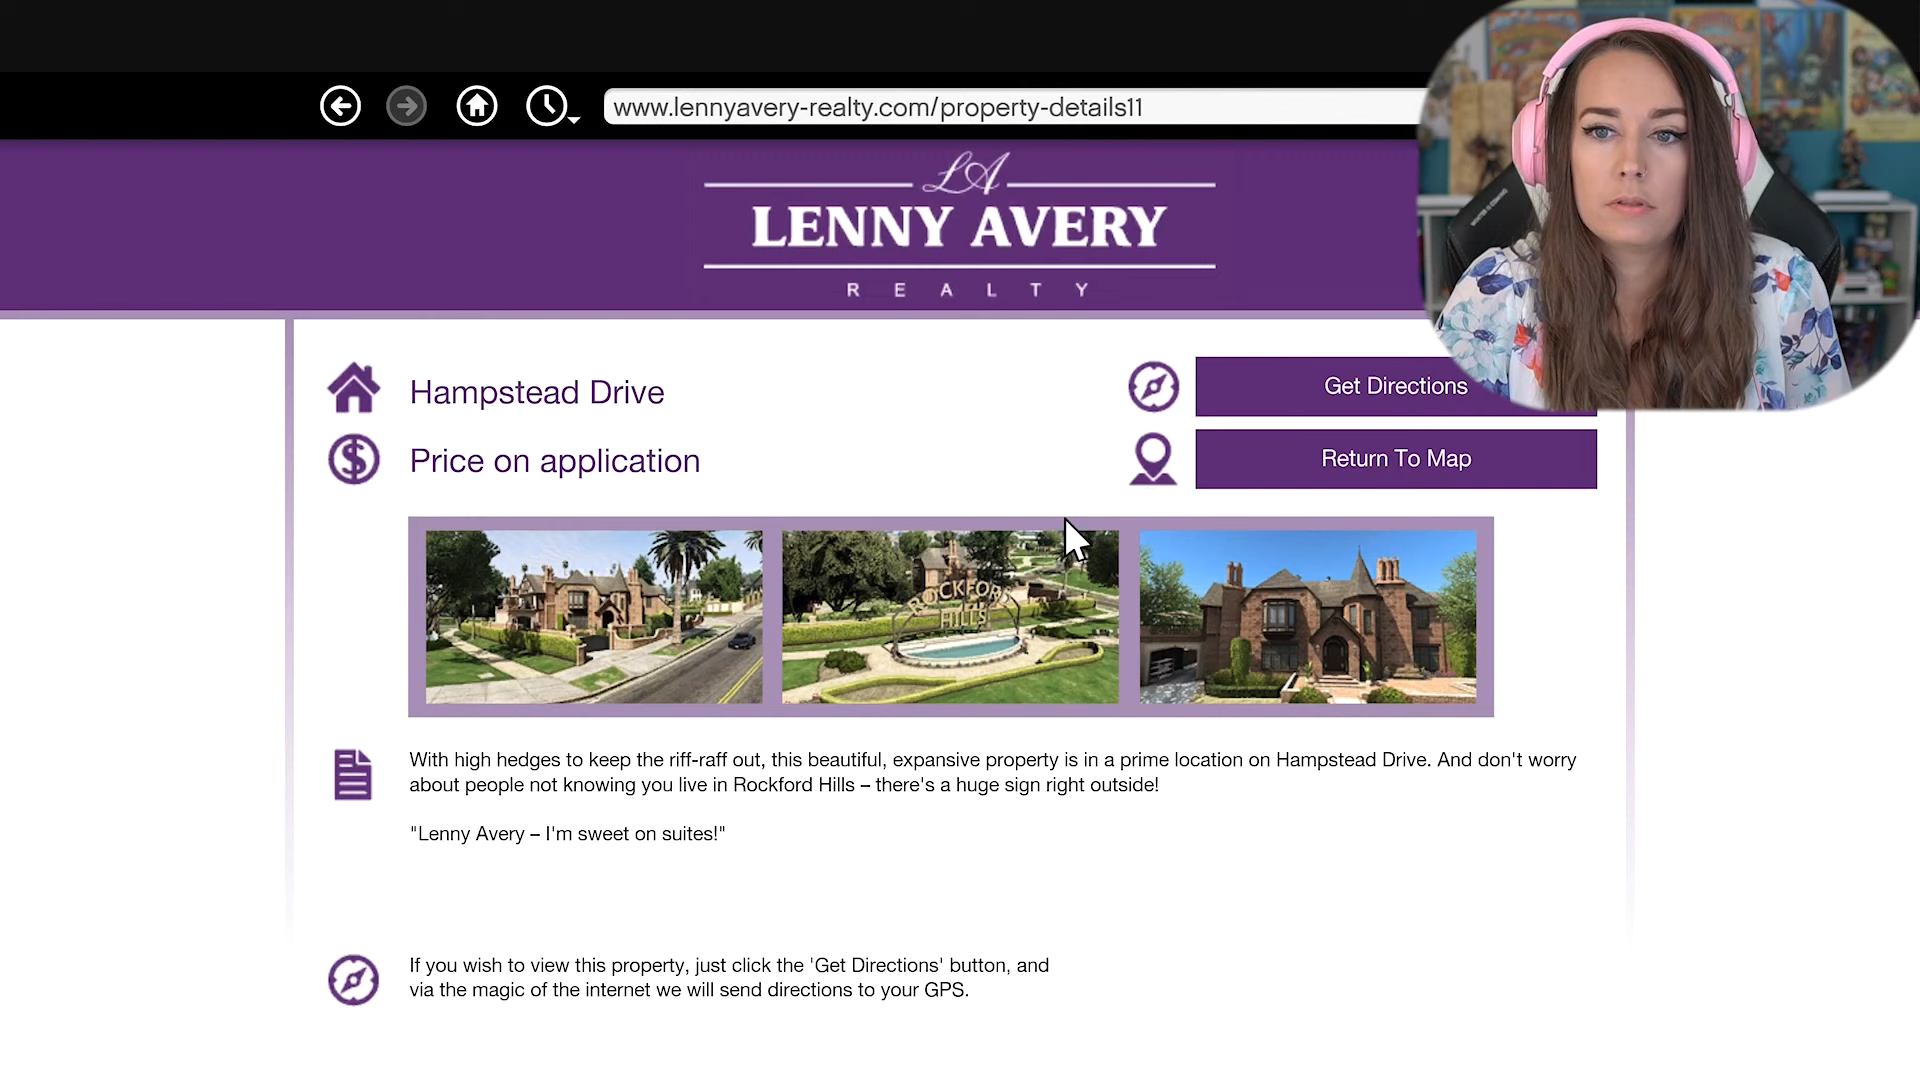 www.lennyavery-realty.com/property-details11
LA
LENNY AVERY
REALTY
Hampstead Drive
Get Directions
Price on application
Return To Map
ROCKFOR
HILLS
With high hedges to keep the riff-raff out, this beautiful, expansive property is in a prime location on Hampstead Drive. And don't worry
about people not knowing you live in Rockford Hills – there's a huge sign right outside!
"Lenny Avery – I'm sweet on suites!"
If you wish to view this property, just click the 'Get Directions' button, and
via the magic of the internet we will send directions to your GPS.